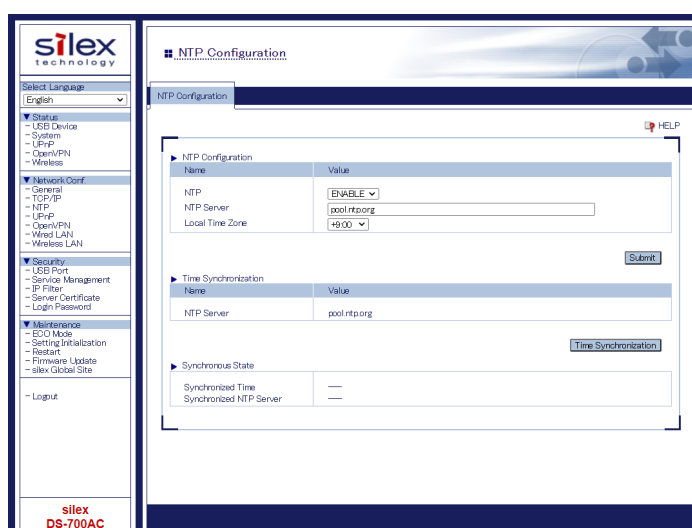 silex
technology
Select Language
English
▼ Status
- USB Device
- System
- UPnP
- OpenVPN
- Wireless
▼ Network Conf.
- General
- TCP/IP
- NTP
- UPnP
- OpenVPN
- Wired LAN
- Wireless LAN
▼ Security
- USB Port
- Service Management
- IP Filter
- Server Certificate
- Login Password
▼ Maintenance
- ECO Mode
- Setting Initialization
- Restart
- Firmware Update
- silex Global Site
- Logout
silex
DS-700AC
NTP Configuration
NTP Configuration
HELP
NTP Configuration
Name Value
NTP ENABLE
NTP Server pool.ntp.org
Local Time Zone +9:00
Submit
Time Synchronization
Name Value
NTP Server pool.ntp.org
Time Synchronization
Synchronous State
Synchronized Time ----
Synchronized NTP Server ----